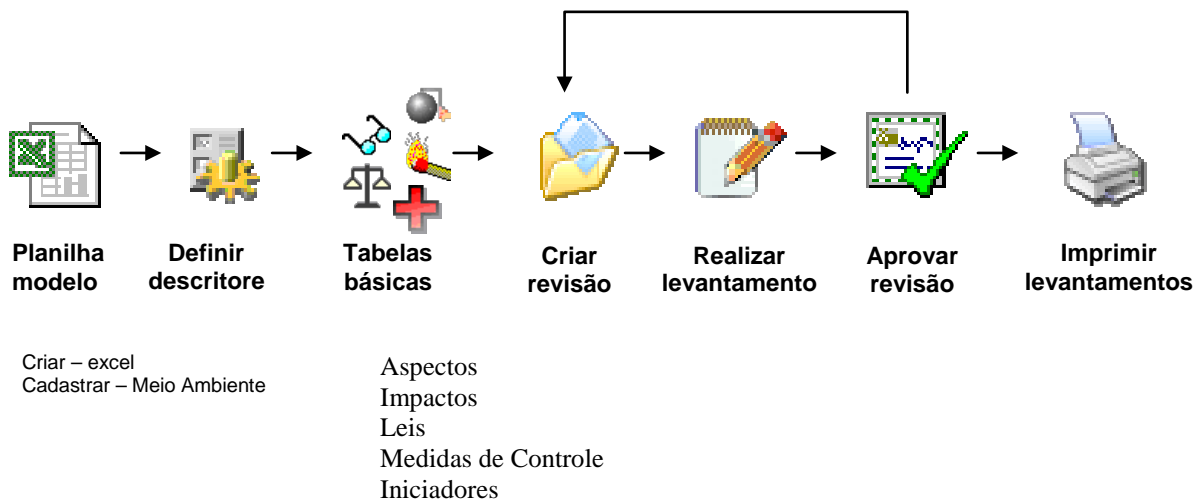 Planilha
modelo
Definir
descritore
Tabelas
básicas
Criar
revisão
Realizar
levantamento
Aprovar
revisão
Imprimir
levantamentos
Criar – excel
Cadastrar – Meio Ambiente
Aspectos
Impactos
Leis
Medidas de Controle
Iniciadores